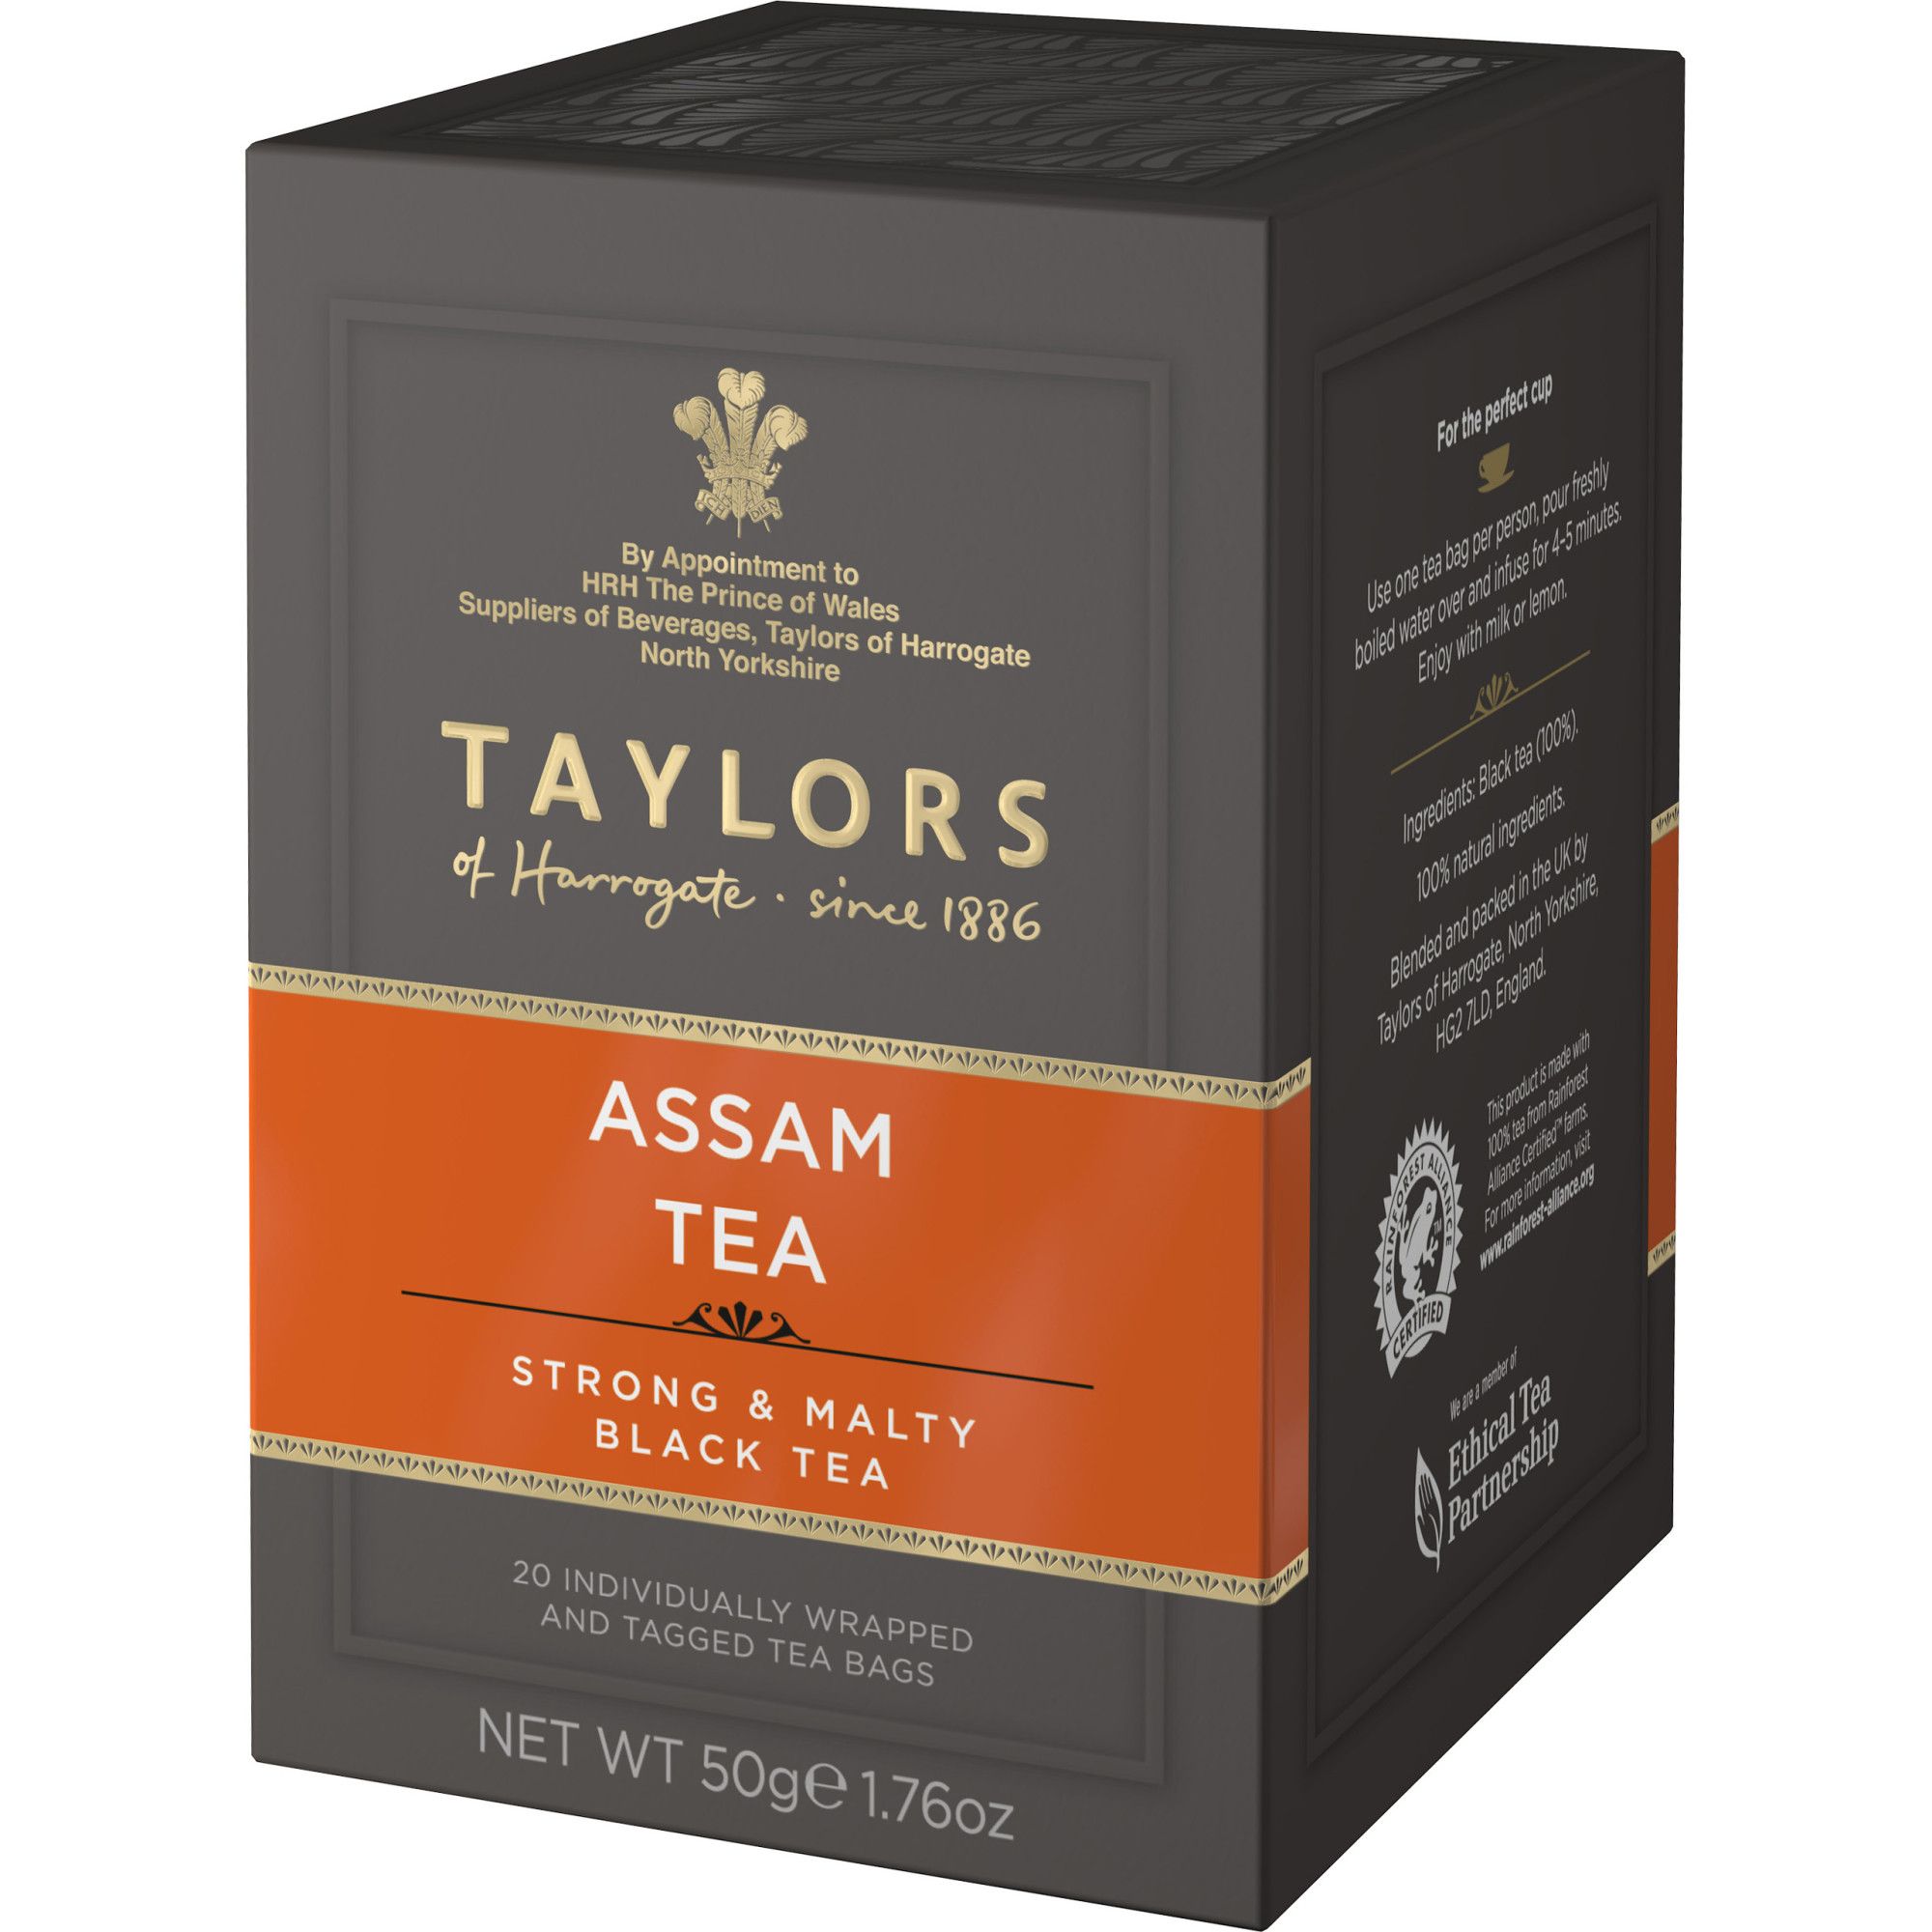 ICH DIEN
By Appointment to
HRH The Prince of Wales
Suppliers of Beverages, Taylors of Harrogate
North Yorkshire
TAYLORS
of Harrogate · since 1886
ASSAM
TEA
STRONG & MALTY
BLACK TEA
20 INDIVIDUALLY WRAPPED
AND TAGGED TEA BAGS
NET WT 50g℮ 1.76oz
For the perfect cup
Use one tea bag per person, pour freshly
boiled water over and infuse for 4-5 minutes.
Enjoy with milk or lemon.
Ingredients: Black tea (100%).
100% natural ingredients.
Blended and packed in the UK by
Taylors of Harrogate, North Yorkshire,
HG2 7LD, England.
This product is made with
100% tea from Rainforest
Alliance Certified™ farms.
For more information, visit
www.rainforest-alliance.org
RAINFOREST ALLIANCE
TM
CERTIFIED
We are a member of
Ethical Tea
Partnership